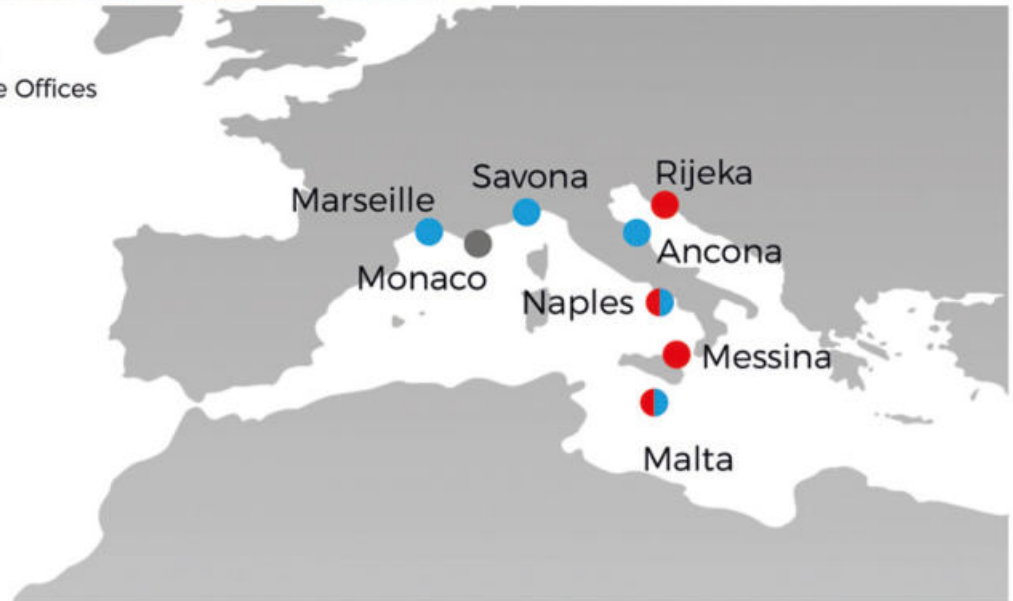 Offices
Savona
Rijeka
Marseille
Ancona
Monaco
Naples
Messina
Malta